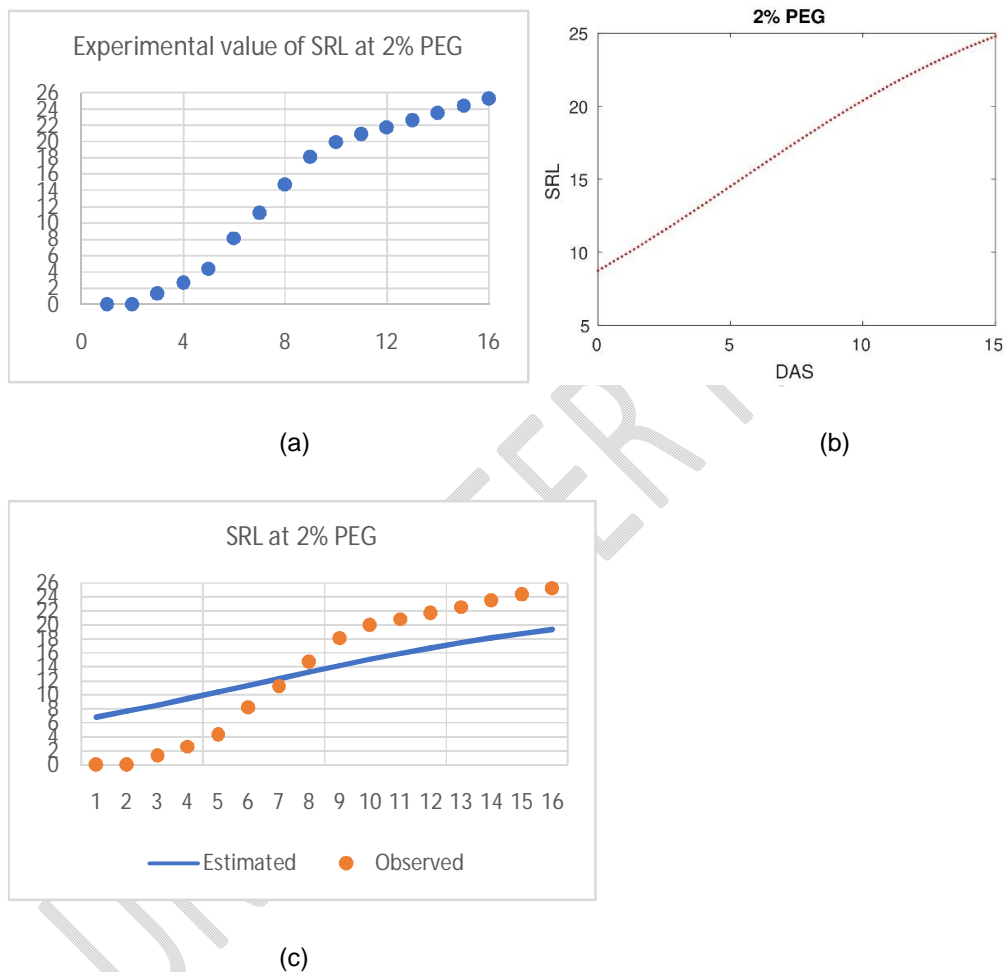 Experimental value of SRL at 2% PEG
26
24
22
20
18
16
14
12
10
8
6
4
2
0
0 4 8 12 16
(a)
2% PEG
25
20
15
10
5
SRL
0 5 10 15
DAS
(b)
SRL at 2% PEG
26
24
22
20
18
16
14
12
10
8
6
4
2
0
1 2 3 4 5 6 7 8 9 10 11 12 13 14 15 16
Estimated Observed
(c)